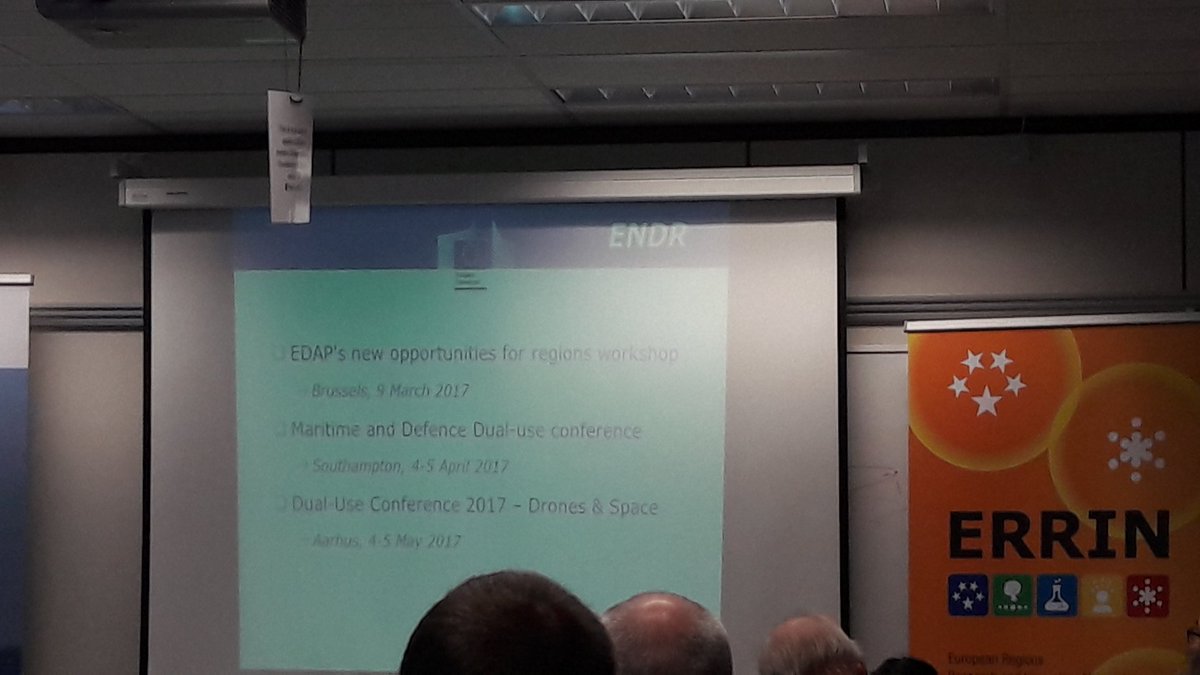 ENDR
EDAP's new opportunities for regions workshop
Brussels, 9 March 2017
Maritime and Defence Dual-use conference
Southampton, 4-5 April 2017
Dual-Use Conference 2017 – Drones & Space
Aarhus, 4-5 May 2017
ERRIN
European Regions